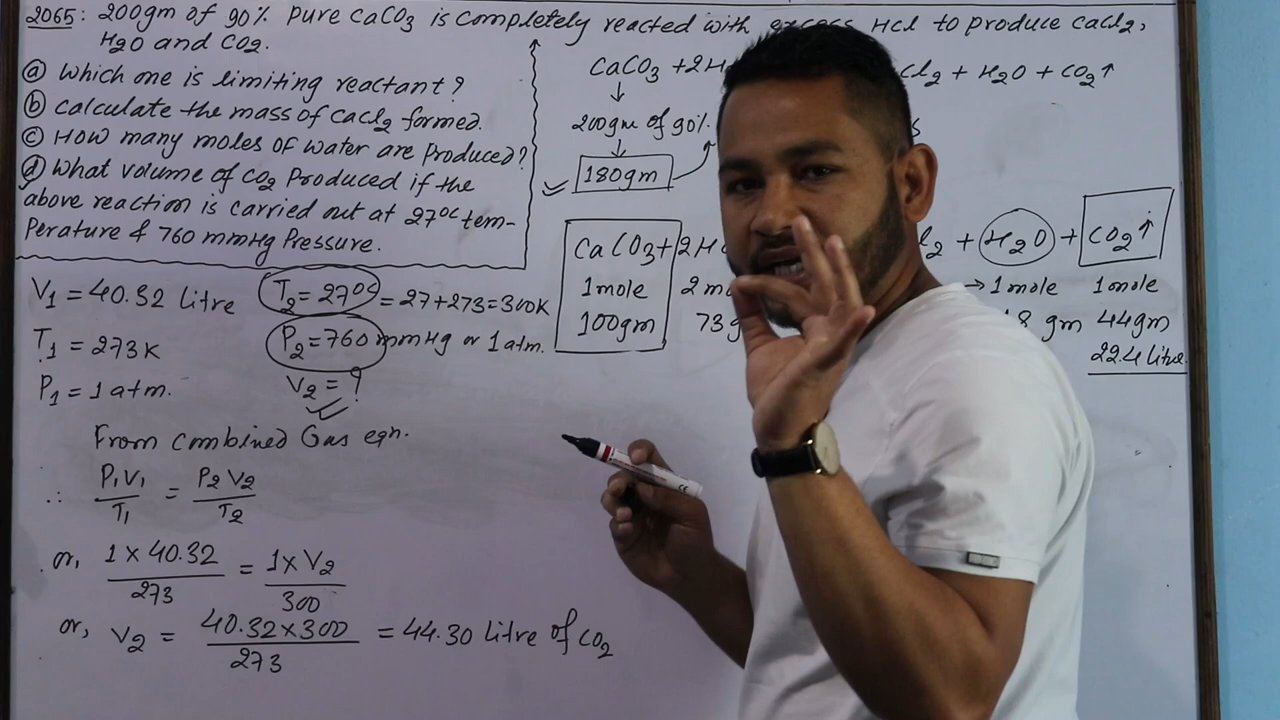 2065: 200gm of 90% pure CaCO3 is completely reacted with excess HCl to produce CaCl2,
H2O and CO2.
ⓐ Which one is limiting reactant?
ⓑ Calculate the mass of CaCl2 formed.
ⓒ How many moles of water are produced?
ⓓ What volume of CO2 Produced if the
above reaction is carried out at 27°C tem-
Perature & 760 mmHg Pressure.
CaCO3 + 2H Cl2 + H2O + CO2↑
↓
200gm of 90%
↓
180gm
CaCO3 + 2H l2 + H2O + CO2↑
1mole 2 mo → 1mole 1mole
100gm 73g 8 gm 44gm
22.4 litre
V1 = 40.32 litre T2 = 27°C = 27+273 = 300K
T1 = 273K P2 = 760 mmHg or 1 atm.
P1 = 1 atm. V2 = ?
From Combined Gas eqn.
∴ P1V1/T1 = P2V2/T2
or, 1 × 40.32/273 = 1×V2/300
or, V2 = 40.32×300/273 = 44.30 litre of CO2